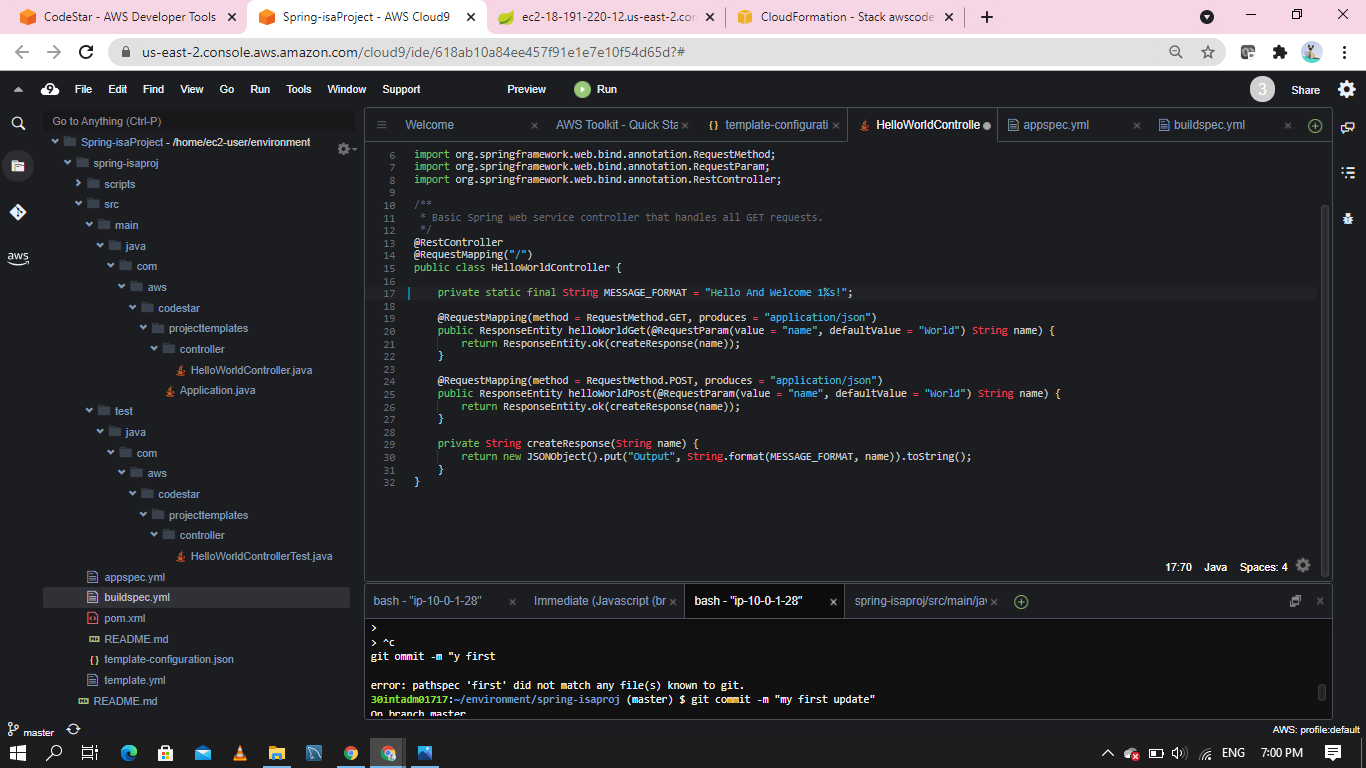 CodeStar - AWS Developer Tools
Spring-isaProject - AWS Cloud9
ec2-18-191-220-12.us-east-2.con
CloudFormation - Stack awscode
us-east-2.console.aws.amazon.com/cloud9/ide/618ab10a84ee457f91e1e7e10f54d65d?#
9 File Edit Find View Go Run Tools Window Support Preview Run 3 Share
Go to Anything (Ctrl-P)
Spring-isaProject - /home/ec2-user/environment
spring-isaproj
scripts
src
main
java
com
aws
codestar
projecttemplates
controller
HelloWorldController.java
Application.java
test
java
com
aws
codestar
projecttemplates
controller
HelloWorldControllerTest.java
appspec.yml
buildspec.yml
pom.xml
README.md
template-configuration.json
template.yml
README.md
aws
Welcome
AWS Toolkit - Quick Sta
template-configurati
HelloWorldControlle
appspec.yml
buildspec.yml
6 import org.springframework.web.bind.annotation.RequestMethod;
7 import org.springframework.web.bind.annotation.RequestParam;
8 import org.springframework.web.bind.annotation.RestController;
9
10 /**
11 * Basic Spring web service controller that handles all GET requests.
12 */
13 @RestController
14 @RequestMapping("/")
15 public class HelloWorldController {
16
17 private static final String MESSAGE_FORMAT = "Hello And Welcome 1%s!";
18
19 @RequestMapping(method = RequestMethod.GET, produces = "application/json")
20 public ResponseEntity helloWorldGet(@RequestParam(value = "name", defaultValue = "World") String name) {
21 return ResponseEntity.ok(createResponse(name));
22 }
23
24 @RequestMapping(method = RequestMethod.POST, produces = "application/json")
25 public ResponseEntity helloWorldPost(@RequestParam(value = "name", defaultValue = "World") String name) {
26 return ResponseEntity.ok(createResponse(name));
27 }
28
29 private String createResponse(String name) {
30 return new JSONObject().put("Output", String.format(MESSAGE_FORMAT, name)).toString();
31 }
32 }
17:70 Java Spaces: 4
bash - "ip-10-0-1-28"
Immediate (Javascript (br
bash - "ip-10-0-1-28"
spring-isaproj/src/main/jav
>
> ^C
git ommit -m "y first
error: pathspec 'first' did not match any file(s) known to git.
30intadm01717:~/environment/spring-isaproj (master) $ git commit -m "my first update"
On branch master
master
AWS: profile:default
ENG 7:00 PM